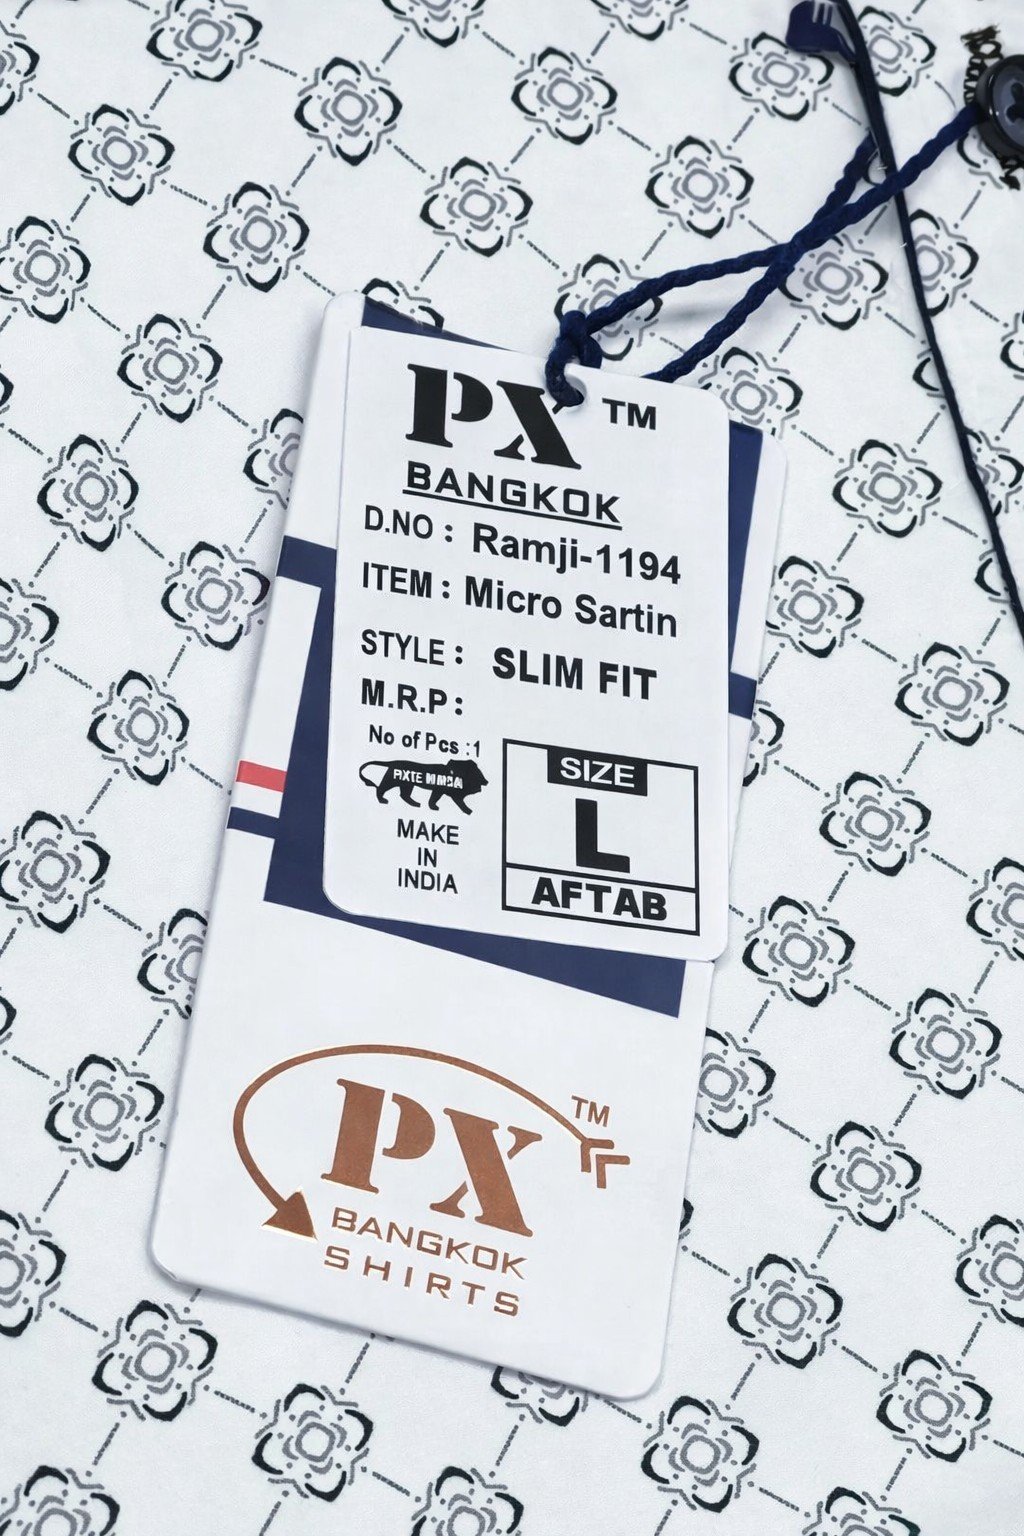 PX TM
BANGKOK
D.NO : Ramji-1194
ITEM : Micro Sartin
STYLE : SLIM FIT
M.R.P :
No of Pcs :1
MAKE
IN
INDIA
SIZE
L
AFTAB
PX TM
BANGKOK
SHIRTS